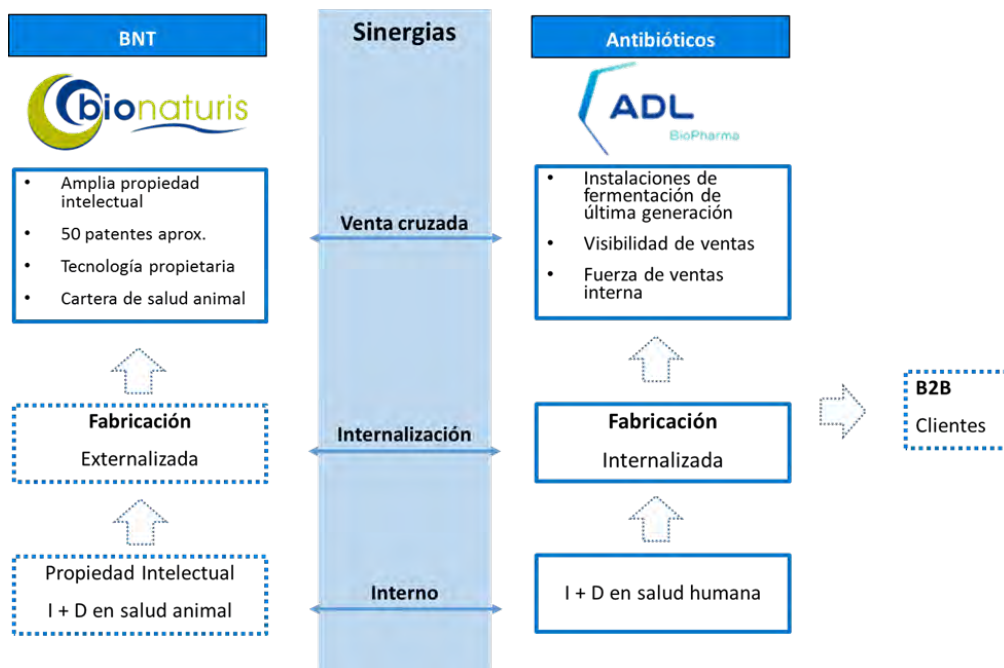 BNT
bionaturis
Amplia propiedad
intelectual
50 patentes aprox.
Tecnología propietaria
Cartera de salud animal
Fabricación
Externalizada
Propiedad Intelectual
I + D en salud animal
Sinergias
Venta cruzada
Internalización
Interno
Antibióticos
ADL
BioPharma
Instalaciones de
fermentación de
última generación
Visibilidad de ventas
Fuerza de ventas
interna
Fabricación
Internalizada
I + D en salud humana
B2B
Clientes